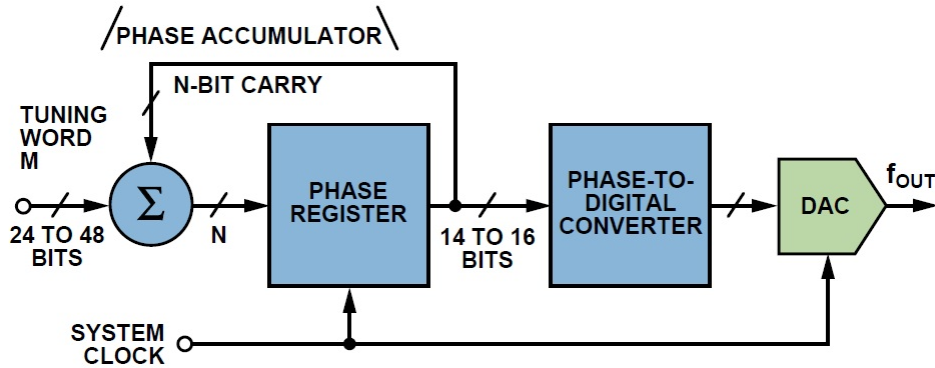 PHASE ACCUMULATOR
N-BIT CARRY
TUNING
WORD
M
24 TO 48
BITS
Σ
N
PHASE
REGISTER
14 TO 16
BITS
PHASE-TO-
DIGITAL
CONVERTER
DAC
fOUT
SYSTEM
CLOCK